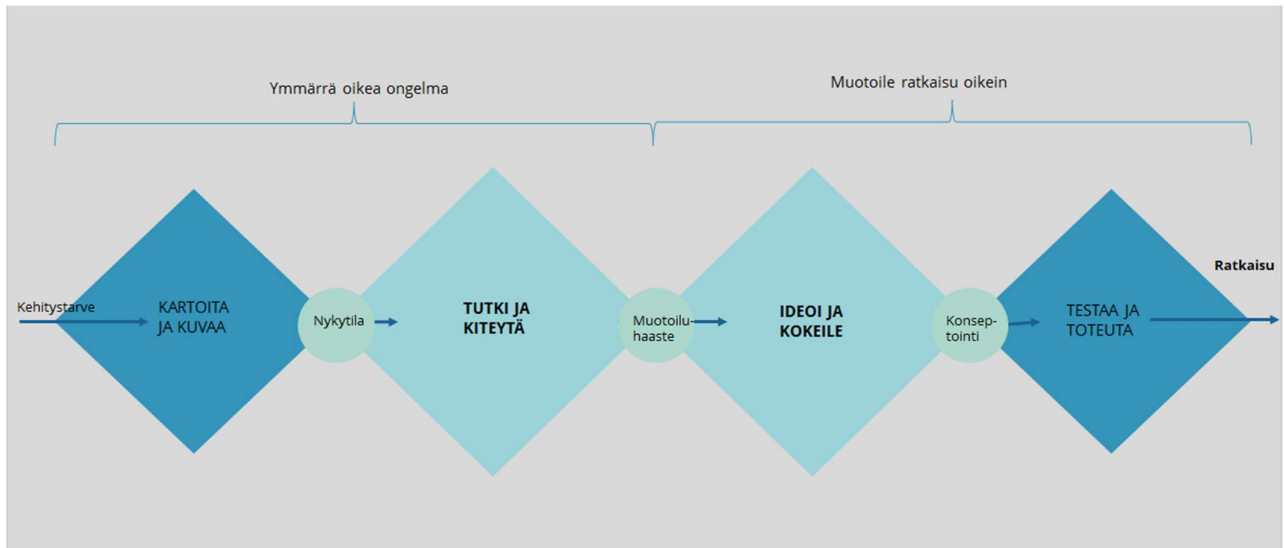 Ymmärrä oikea ongelma
Muotoile ratkaisu oikein
Kehitystarve
KARTOITA
JA KUVAA
Nykytila
TUTKI JA
KITEYTÄ
Muotoilu-
haaste
IDEOI JA
KOKEILE
Konsep-
tointi
TESTAA JA
TOTEUTA
Ratkaisu